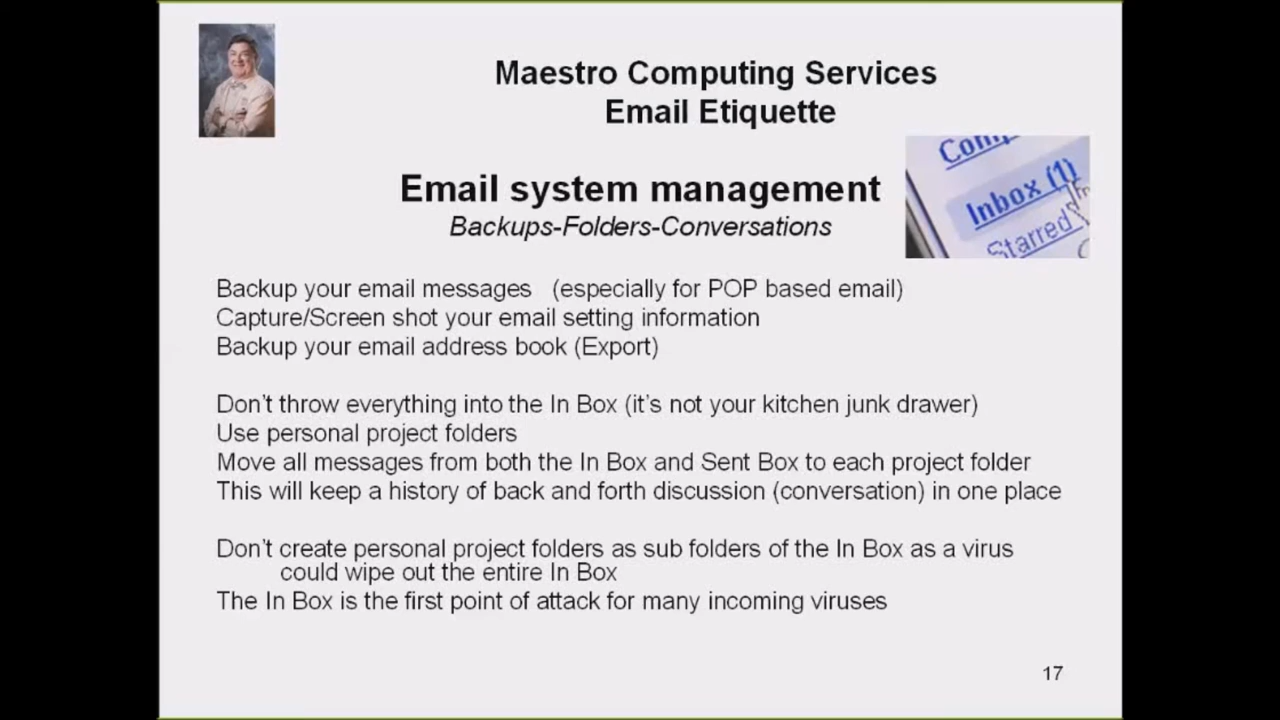 Maestro Computing Services
Email Etiquette
Inbox (1)
Starred
Email system management
Backups-Folders-Conversations
Backup your email messages (especially for POP based email)
Capture/Screen shot your email setting information
Backup your email address book (Export)
Don't throw everything into the In Box (it's not your kitchen junk drawer)
Use personal project folders
Move all messages from both the In Box and Sent Box to each project folder
This will keep a history of back and forth discussion (conversation) in one place
Don't create personal project folders as sub folders of the In Box as a virus
could wipe out the entire In Box
The In Box is the first point of attack for many incoming viruses
17